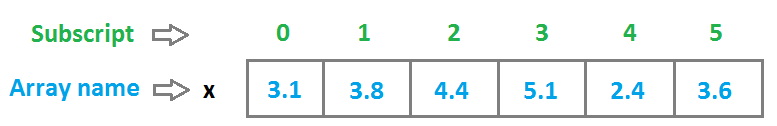 Subscript 0 1 2 3 4 5
Array name x 3.1 3.8 4.4 5.1 2.4 3.6